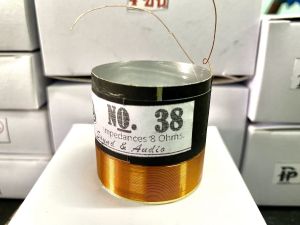 NO. 38
Impedances 8 Ohms.
Sound & Audio